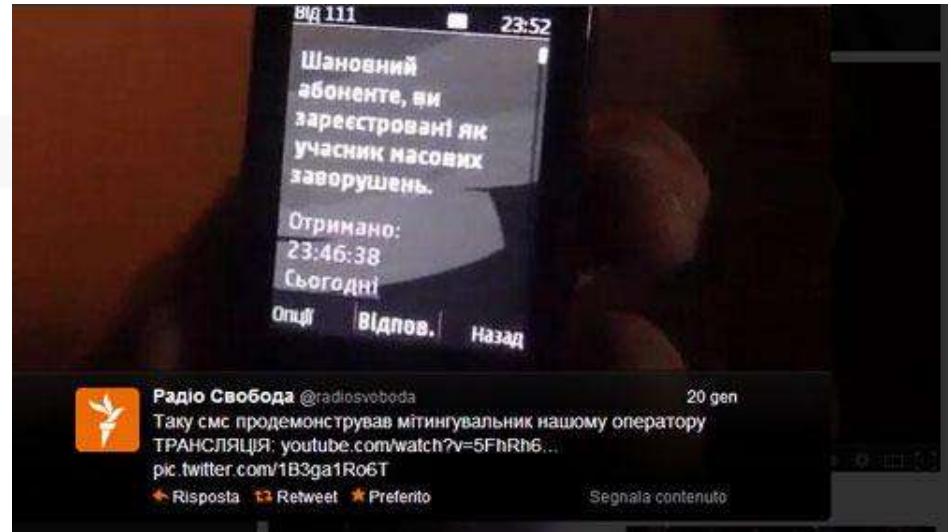 Від 111 23:52
Шановний
абоненте, ви
зареєстровані як
учасник масових
заворушень.
Отримано:
23:46:38
Сьогодні
Опції Відпов. Назад
Радіо Свобода @radiosvoboda 20 gen
Таку смс продемонстрував мітингувальник нашому оператору
ТРАНСЛЯЦІЯ: youtube.com/watch?v=5FhRh6...
pic.twitter.com/1B3ga1Ro6T
Risposta Retweet Preferito Segnala contenuto